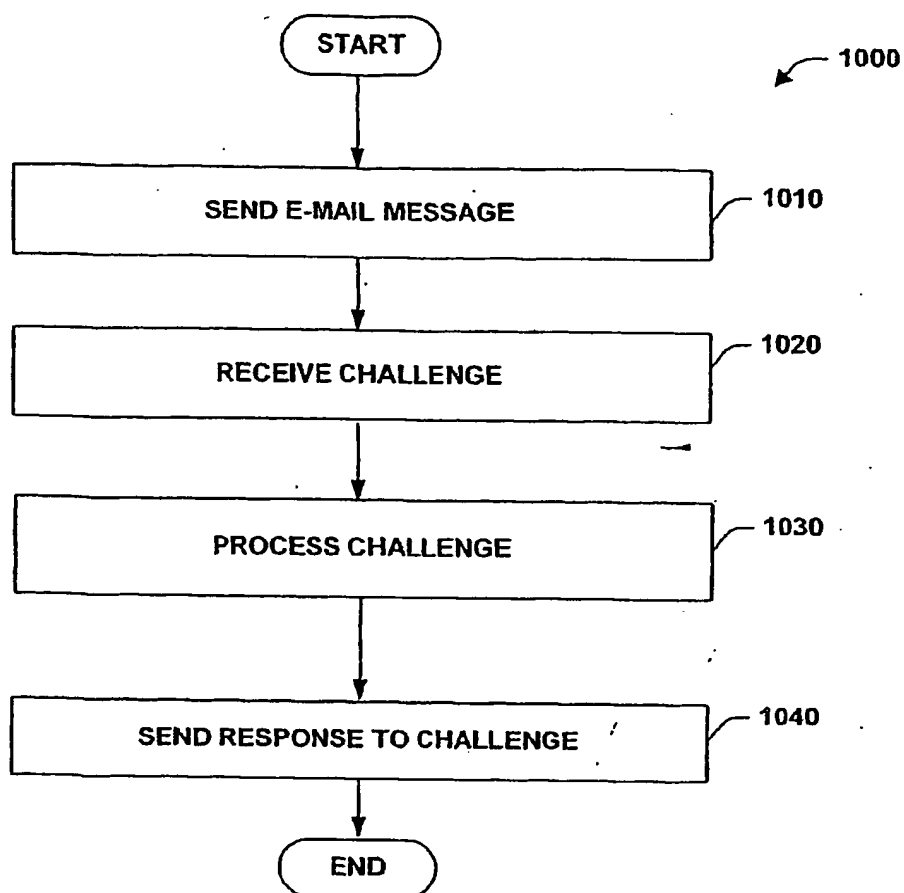 START
1000
SEND E-MAIL MESSAGE
1010
RECEIVE CHALLENGE
1020
PROCESS CHALLENGE
1030
SEND RESPONSE TO CHALLENGE
1040
END